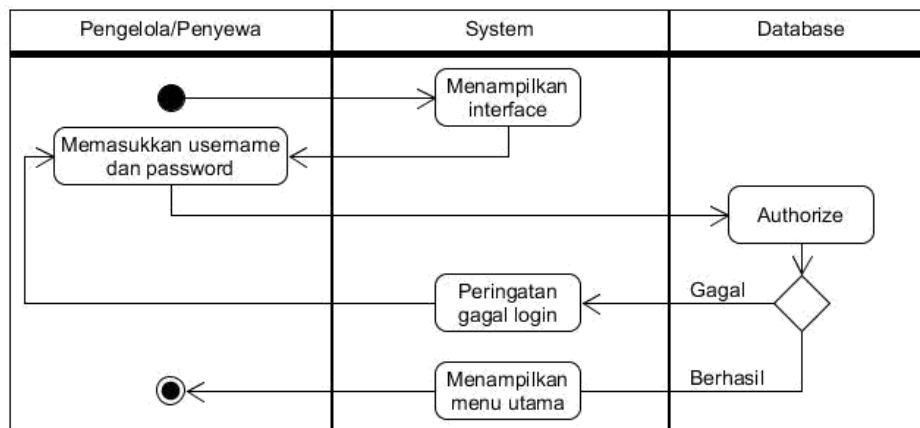 Pengelola/Penyewa
System
Database
Menampilkan
interface
Memasukkan username
dan password
Authorize
Peringatan
gagal login
Gagal
Menampilkan
menu utama
Berhasil